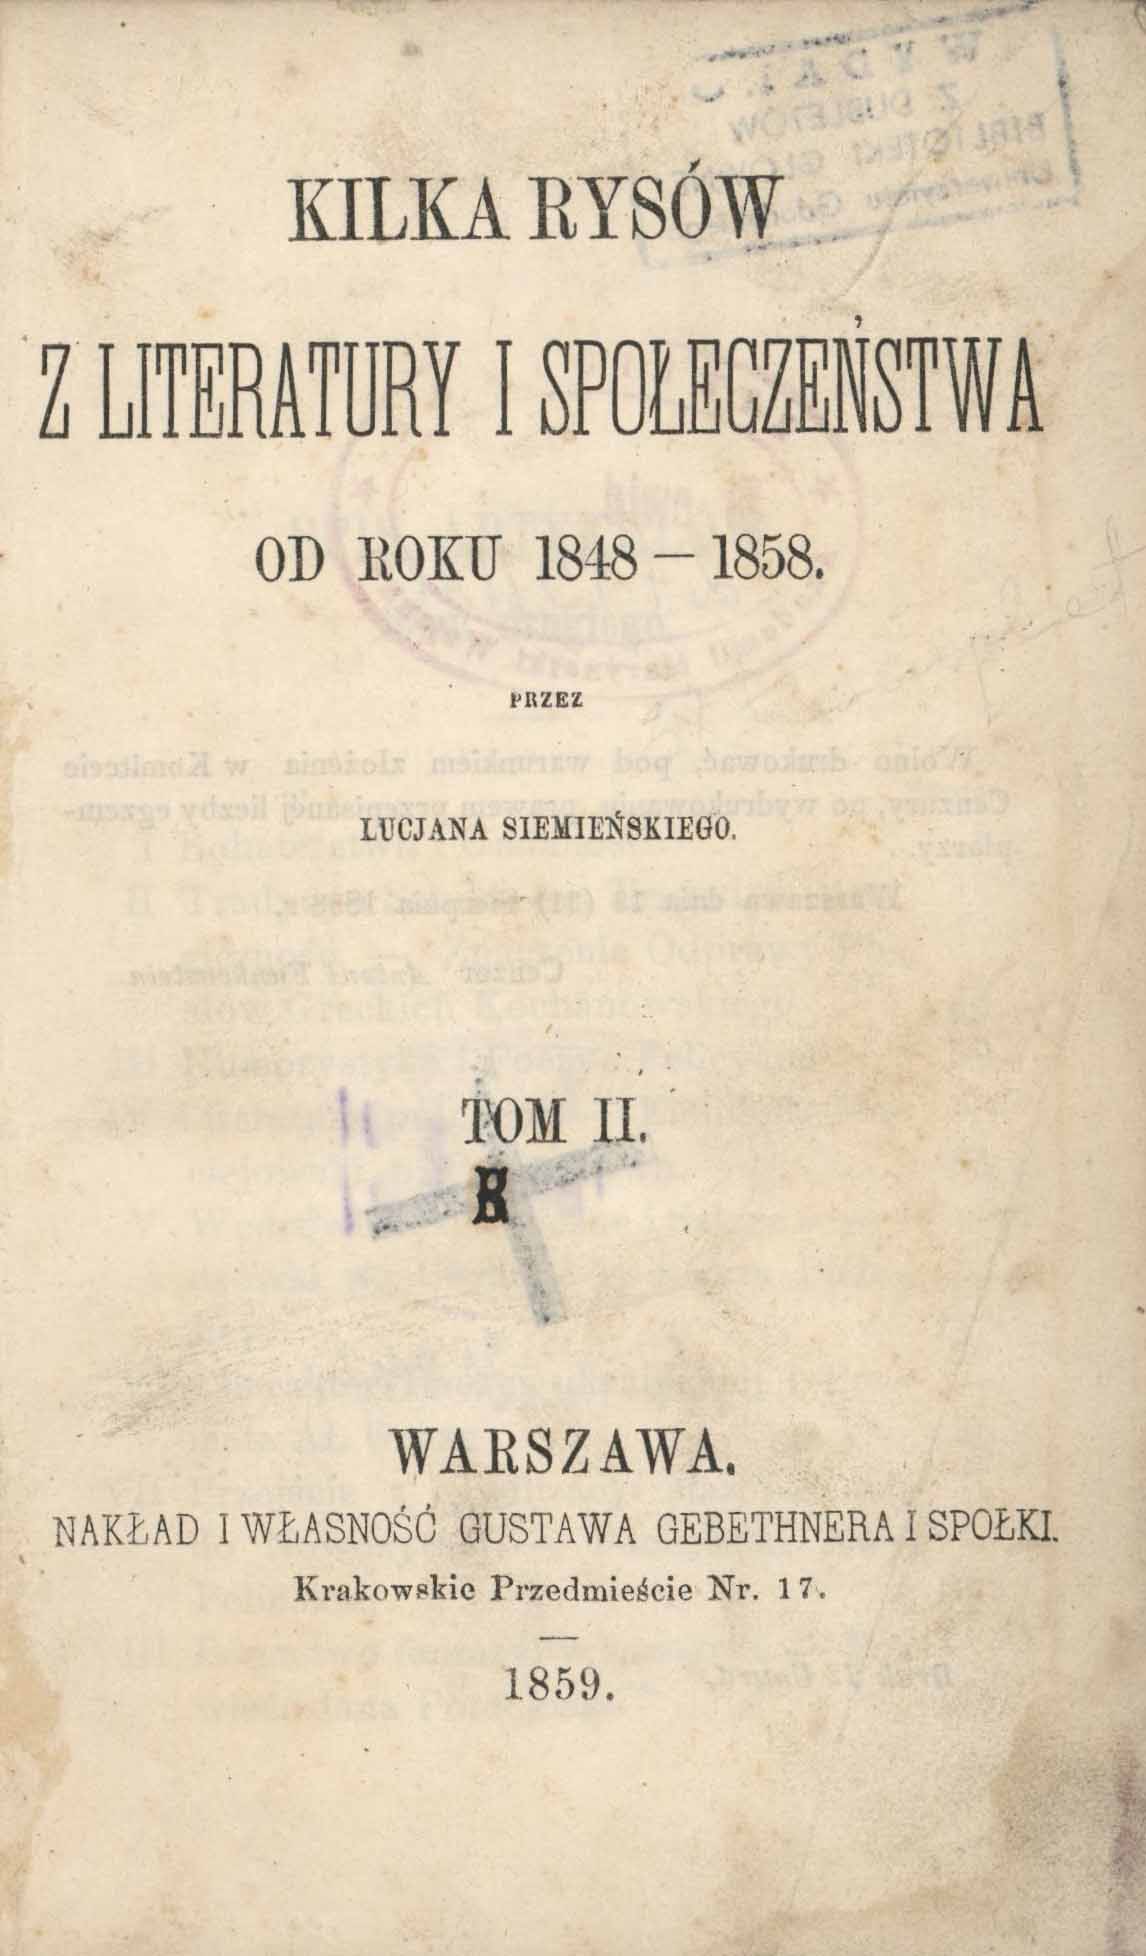 KILKA RYSÓW
Z LITERATURY I SPOŁECZEŃSTWA
OD ROKU 1848 — 1858.
PRZEZ
LUCJANA SIEMIEŃSKIEGO.
TOM II.
WARSZAWA.
NAKŁAD I WŁASNOŚĆ GUSTAWA GEBETHNERA I SPOŁKI.
Krakowskie Przedmieście Nr. 17.
1859.